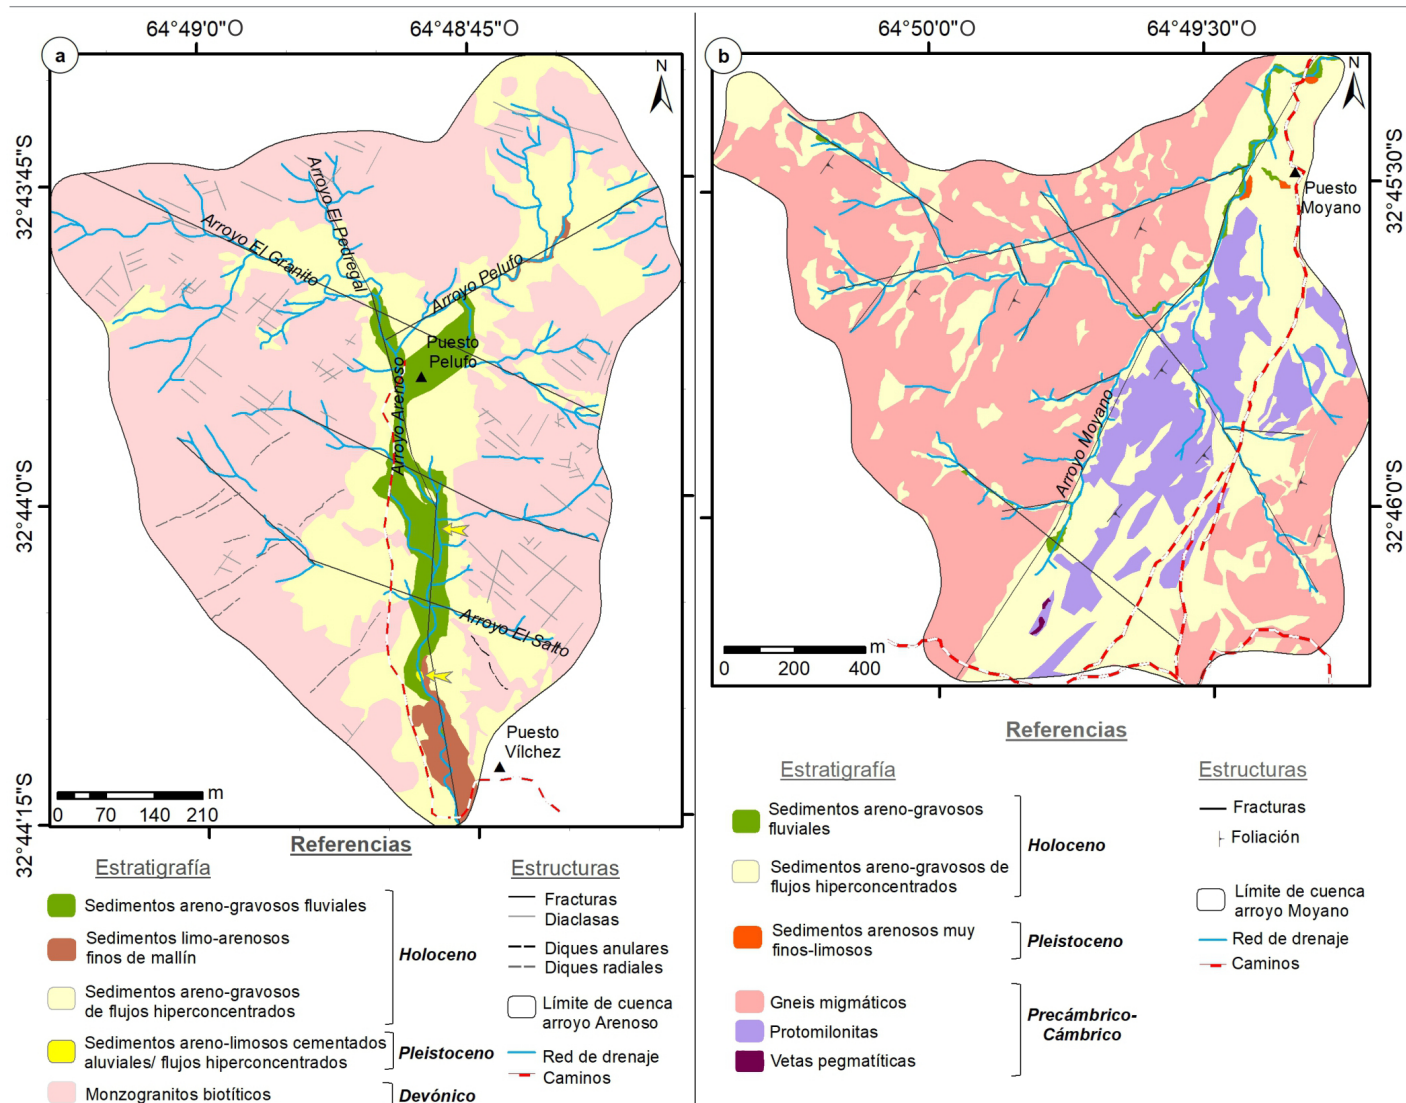 a
64°49'0"O
64°48'45"O
N
32°43'45"S
32°44'0"S
32°44'15"S
Arroyo El Pedregal
Arroyo El Granito
Arroyo Pelufo
Puesto
Pelufo
Arroyo Arenoso
Arroyo El Salto
Puesto
Vílchez
m
0 70 140 210
Referencias
Estratigrafía
Sedimentos areno-gravosos fluviales
Sedimentos limo-arenosos
finos de mallín
Sedimentos areno-gravosos
de flujos hiperconcentrados
Holoceno
Sedimentos areno-limosos cementados
aluviales/ flujos hiperconcentrados
Pleistoceno
Monzogranitos biotíticos
Devónico
Estructuras
Fracturas
Diaclasas
Diques anulares
Diques radiales
Límite de cuenca
arroyo Arenoso
Red de drenaje
Caminos
b
64°50'0"O
64°49'30"O
N
32°45'30"S
32°46'0"S
Puesto
Moyano
Arroyo Moyano
m
0 200 400
Referencias
Estratigrafía
Sedimentos areno-gravosos
fluviales
Sedimentos areno-gravosos de
flujos hiperconcentrados
Holoceno
Sedimentos arenosos muy
finos-limosos
Pleistoceno
Gneis migmáticos
Protomilonitas
Vetas pegmatíticas
Precámbrico-
Cámbrico
Estructuras
Fracturas
Foliación
Límite de cuenca
arroyo Moyano
Red de drenaje
Caminos